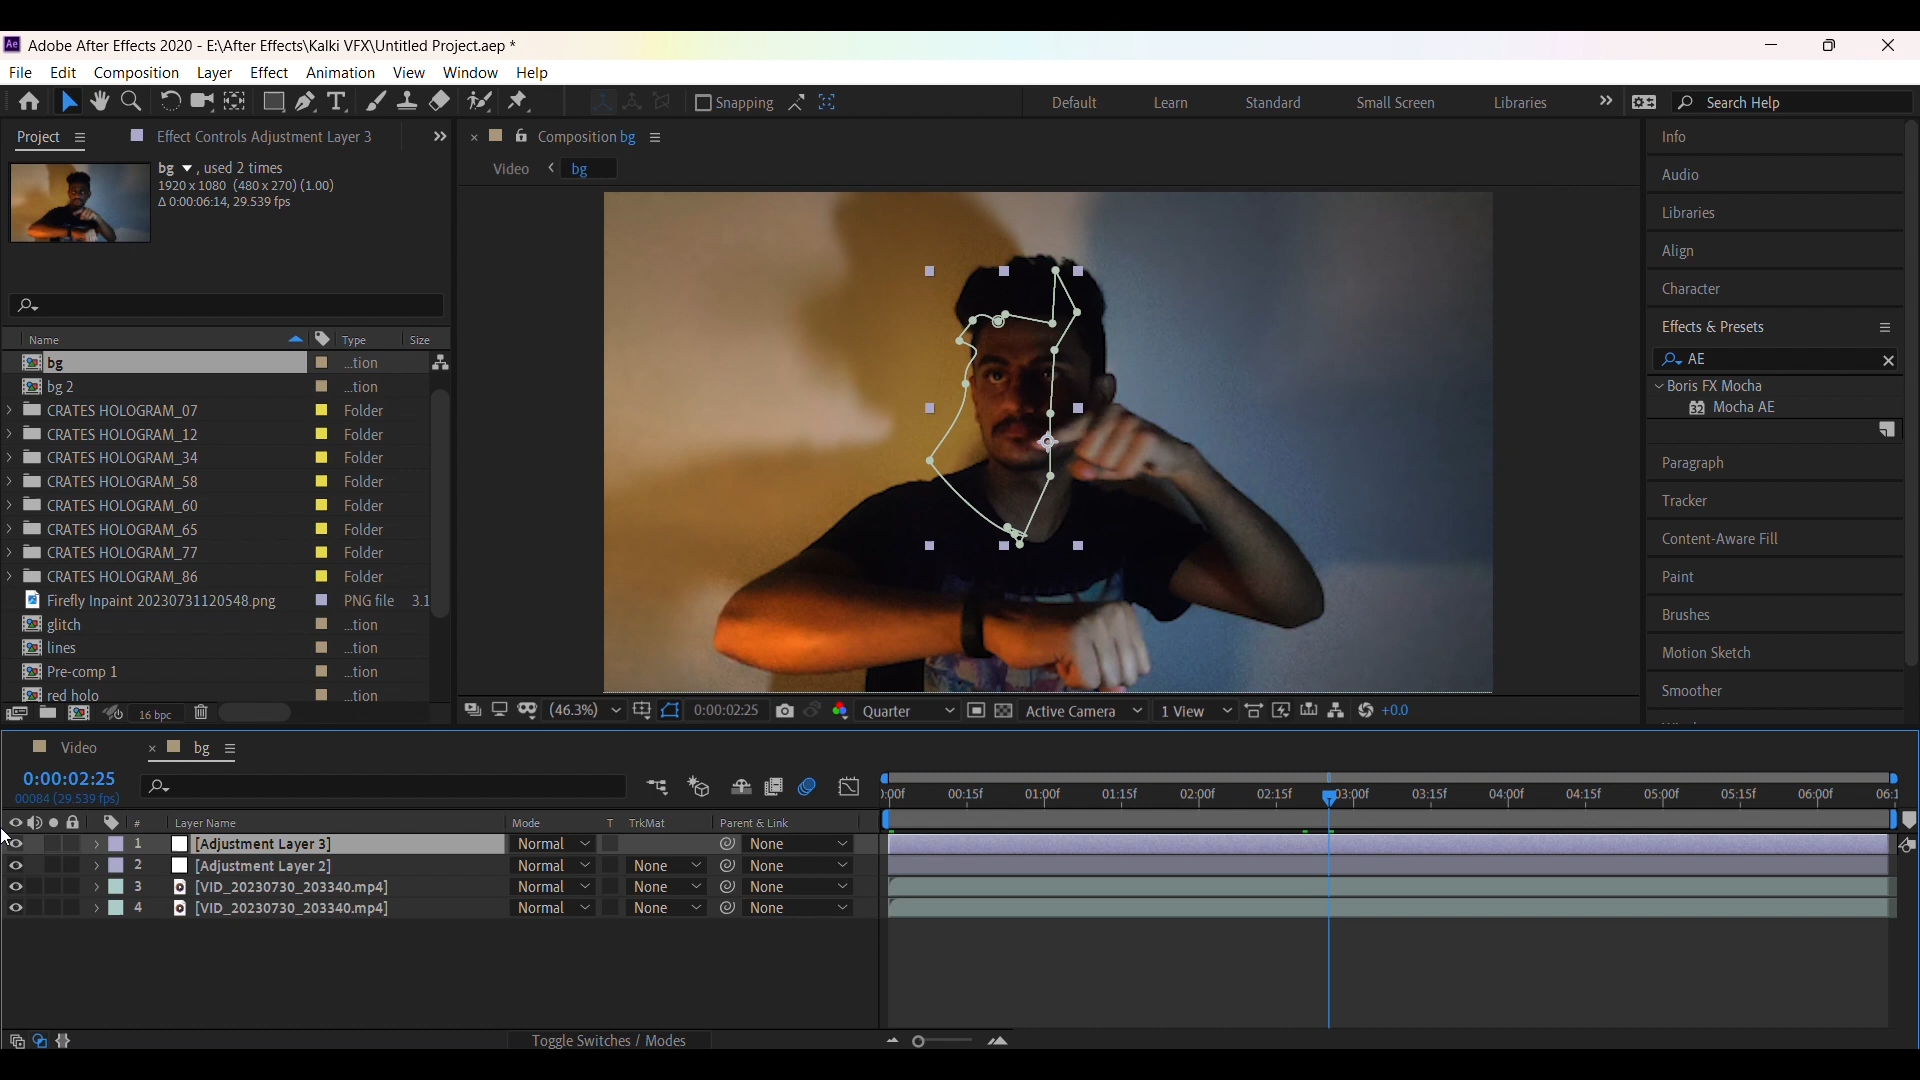 Adobe After Effects 2020 - E:\After Effects\Kalki VFX\Untitled Project.aep *
File Edit Composition Layer Effect Animation View Window Help
Snapping Default Learn Standard Small Screen Libraries Search Help
Project Effect Controls Adjustment Layer 3
Composition bg
bg , used 2 times
1920 x 1080 (480 x 270) (1.00)
Δ 0:00:06:14, 29.539 fps
Video bg
Name Type Size
bg ...tion
bg 2 ...tion
CRATES HOLOGRAM_07 Folder
CRATES HOLOGRAM_12 Folder
CRATES HOLOGRAM_34 Folder
CRATES HOLOGRAM_58 Folder
CRATES HOLOGRAM_60 Folder
CRATES HOLOGRAM_65 Folder
CRATES HOLOGRAM_77 Folder
CRATES HOLOGRAM_86 Folder
Firefly Inpaint 20230731120548.png PNG file 3.1
glitch ...tion
lines ...tion
Pre-comp 1 ...tion
red holo ...tion
16 bpc
(46.3%) 0:00:02:25 Quarter Active Camera 1 View +0.0
Info
Audio
Libraries
Align
Character
Effects & Presets
AE
Boris FX Mocha
32 Mocha AE
Paragraph
Tracker
Content-Aware Fill
Paint
Brushes
Motion Sketch
Smoother
Video bg
0:00:02:25
00084 (29.539 fps)
):00f 00:15f 01:00f 01:15f 02:00f 02:15f 03:00f 03:15f 04:00f 04:15f 05:00f 05:15f 06:00f 06:1
# Layer Name Mode T TrkMat Parent & Link
1 [Adjustment Layer 3] Normal None
2 [Adjustment Layer 2] Normal None None
3 [VID_20230730_203340.mp4] Normal None None
4 [VID_20230730_203340.mp4] Normal None None
Toggle Switches / Modes